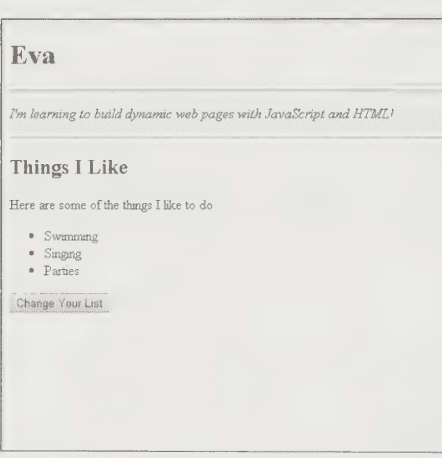 Eva
I'm learning to build dynamic web pages with JavaScript and HTML!
Things I Like
Here are some of the things I like to do
• Swimming
• Singing
• Parties
Change Your List